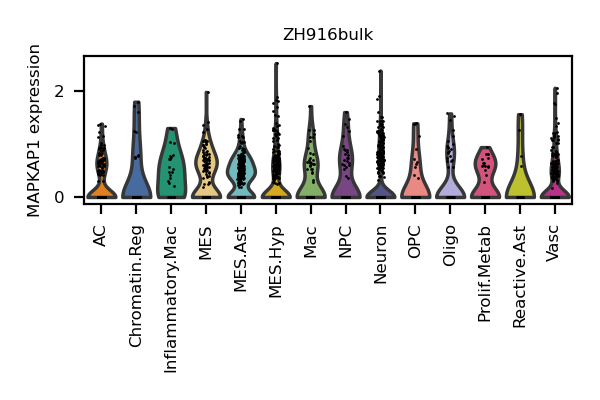 ZH916bulk
MAPKAP1 expression
2
0
AC
Chromatin.Reg
Inflammatory.Mac
MES
MES.Ast
MES.Hyp
Mac
NPC
Neuron
OPC
Oligo
Prolif.Metab
Reactive.Ast
Vasc